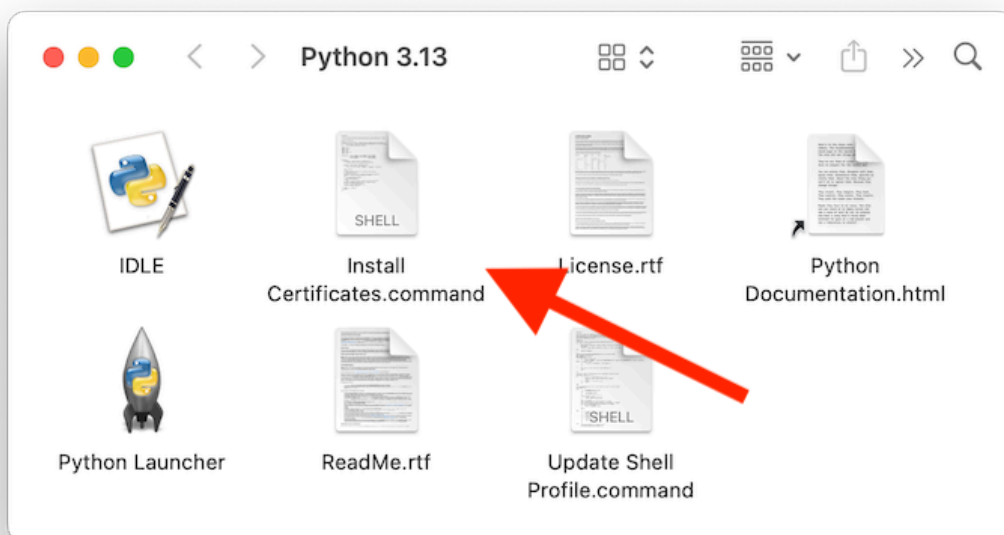 Python 3.13
SHELL
IDLE
Install
Certificates.command
License.rtf
Python
Documentation.html
SHELL
Python Launcher
ReadMe.rtf
Update Shell
Profile.command